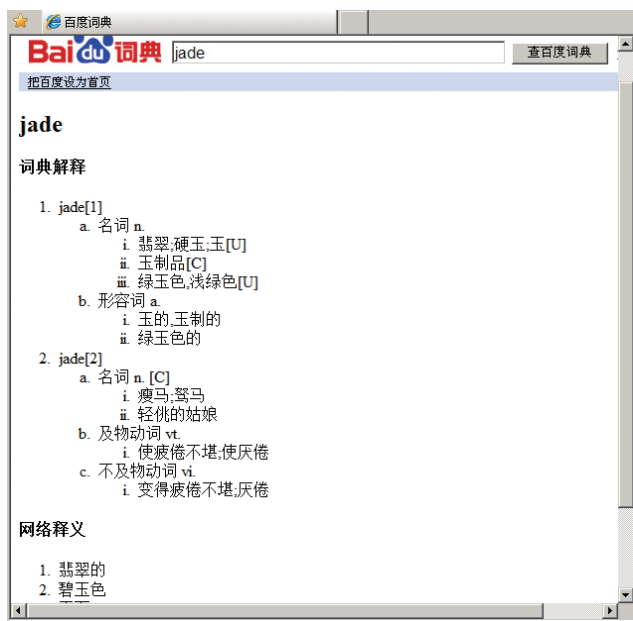 百度词典
Bai du 词典 jade 查百度词典
把百度设为首页
jade
词典解释
1. jade[1]
a. 名词 n.
i. 翡翠;硬玉;玉[U]
ii. 玉制品[C]
iii. 绿玉色,浅绿色[U]
b. 形容词 a.
i. 玉的,玉制的
ii. 绿玉色的
2. jade[2]
a. 名词 n. [C]
i. 瘦马;驽马
ii. 轻佻的姑娘
b. 及物动词 vt.
i. 使疲倦不堪;使厌倦
c. 不及物动词 vi.
i. 变得疲倦不堪;厌倦
网络释义
1. 翡翠的
2. 碧玉色